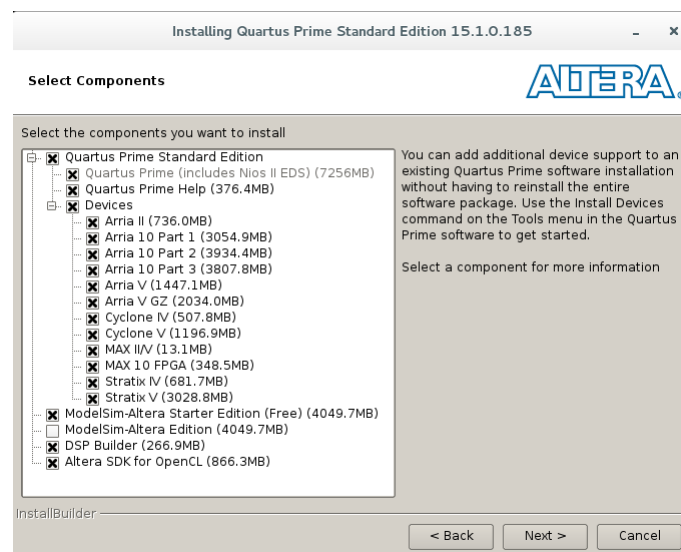 Installing Quartus Prime Standard Edition 15.1.0.185
Select Components
ALTERA
Select the components you want to install
Quartus Prime Standard Edition
Quartus Prime (includes Nios II EDS) (7256MB)
Quartus Prime Help (376.4MB)
Devices
Arria II (736.0MB)
Arria 10 Part 1 (3054.9MB)
Arria 10 Part 2 (3934.4MB)
Arria 10 Part 3 (3807.8MB)
Arria V (1447.1MB)
Arria V GZ (2034.0MB)
Cyclone IV (507.8MB)
Cyclone V (1196.9MB)
MAX II/V (13.1MB)
MAX 10 FPGA (348.5MB)
Stratix IV (681.7MB)
Stratix V (3028.8MB)
ModelSim-Altera Starter Edition (Free) (4049.7MB)
ModelSim-Altera Edition (4049.7MB)
DSP Builder (266.9MB)
Altera SDK for OpenCL (866.3MB)
You can add additional device support to an
existing Quartus Prime software installation
without having to reinstall the entire
software package. Use the Install Devices
command on the Tools menu in the Quartus
Prime software to get started.
Select a component for more information
InstallBuilder
< Back
Next >
Cancel